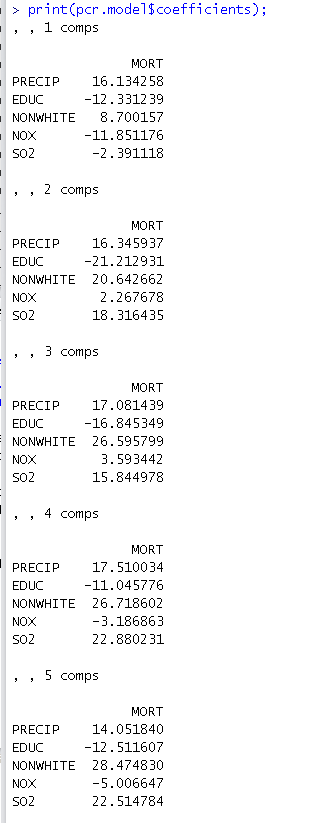 > print(pcr.model$coefficients);
, , 1 comps
MORT
PRECIP 16.134258
EDUC -12.331239
NONWHITE 8.700157
NOX -11.851176
SO2 -2.391118
, , 2 comps
MORT
PRECIP 16.345937
EDUC -21.212931
NONWHITE 20.642662
NOX 2.267678
SO2 18.316435
, , 3 comps
MORT
PRECIP 17.081439
EDUC -16.845349
NONWHITE 26.595799
NOX 3.593442
SO2 15.844978
, , 4 comps
MORT
PRECIP 17.510034
EDUC -11.045776
NONWHITE 26.718602
NOX -3.186863
SO2 22.880231
, , 5 comps
MORT
PRECIP 14.051840
EDUC -12.511607
NONWHITE 28.474830
NOX -5.006647
SO2 22.514784